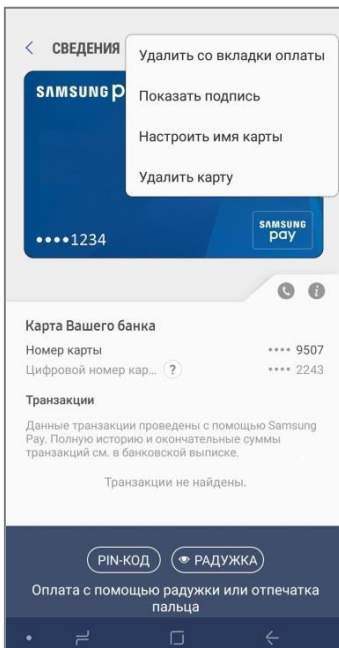 < СВЕДЕНИЯ
Удалить со вкладки оплаты
Показать подпись
Настроить имя карты
Удалить карту
SAMSUNG p
••••1234
SAMSUNG
pay
Карта Вашего банка
Номер карты •••• 9507
Цифровой номер кар... ? •••• 2243
Транзакции
Данные транзакции проведены с помощью Samsung
Pay. Полную историю и окончательные суммы
транзакций см. в банковской выписке.
Транзакции не найдены.
PIN-КОД РАДУЖКА
Оплата с помощью радужки или отпечатка
пальца